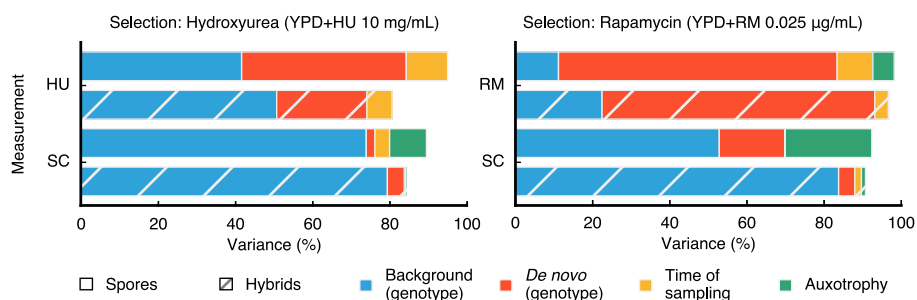 Selection: Hydroxyurea (YPD+HU 10 mg/mL)
Selection: Rapamycin (YPD+RM 0.025 μg/mL)
Measurement
HU
SC
RM
SC
0 20 40 60 80 100
0 20 40 60 80 100
Variance (%)
Variance (%)
Spores
Hybrids
Background
(genotype)
De novo
(genotype)
Time of
sampling
Auxotrophy